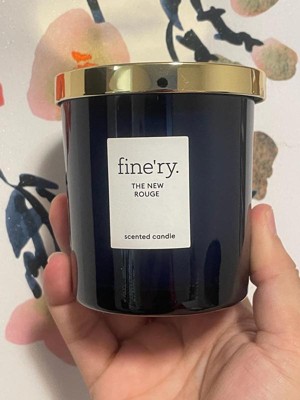 fine'ry.
THE NEW
ROUGE
scented candle